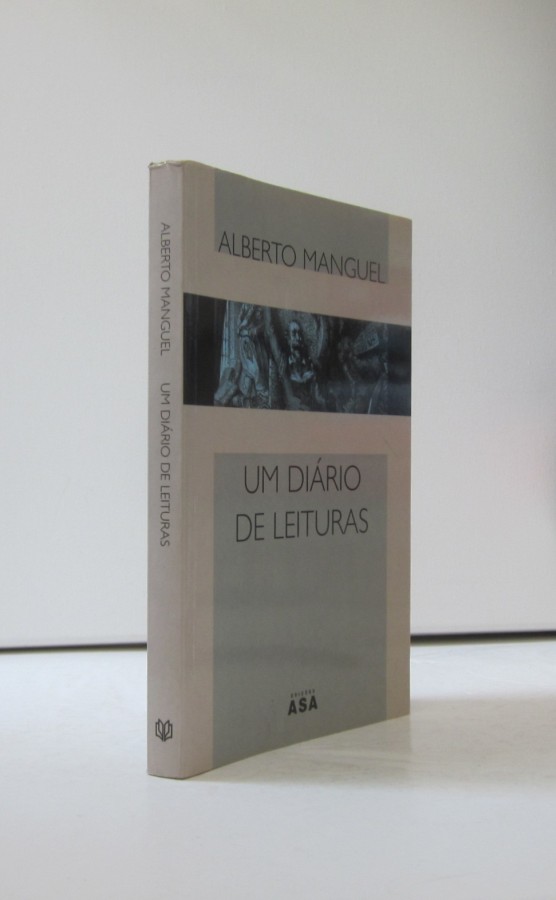 ALBERTO MANGUEL UM DIÁRIO DE LEITURAS
ALBERTO MANGUEL
UM DIÁRIO
DE LEITURAS
EDIÇÕES
ASA